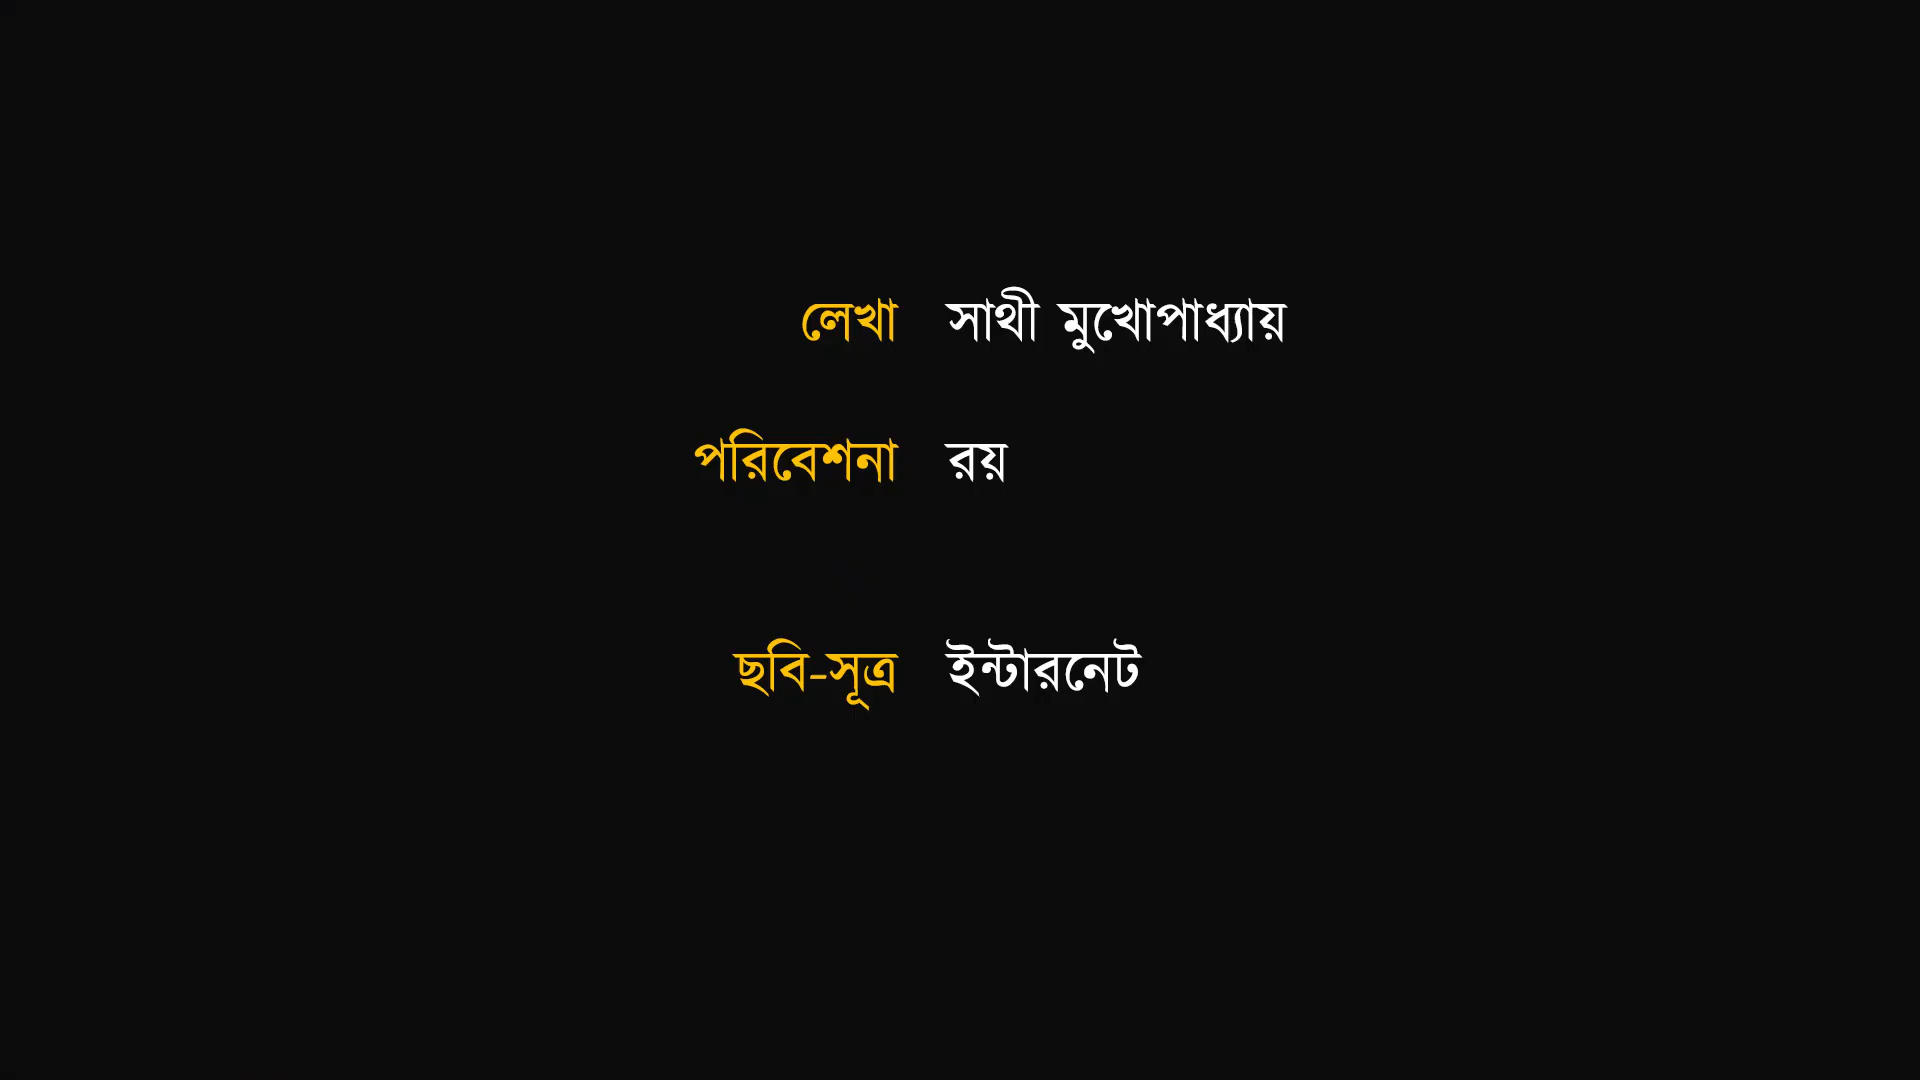 লেখা সাথী মুখোপাধ্যায়
পরিবেশনা রয়
ছবি-সূত্র ইন্টারনেট